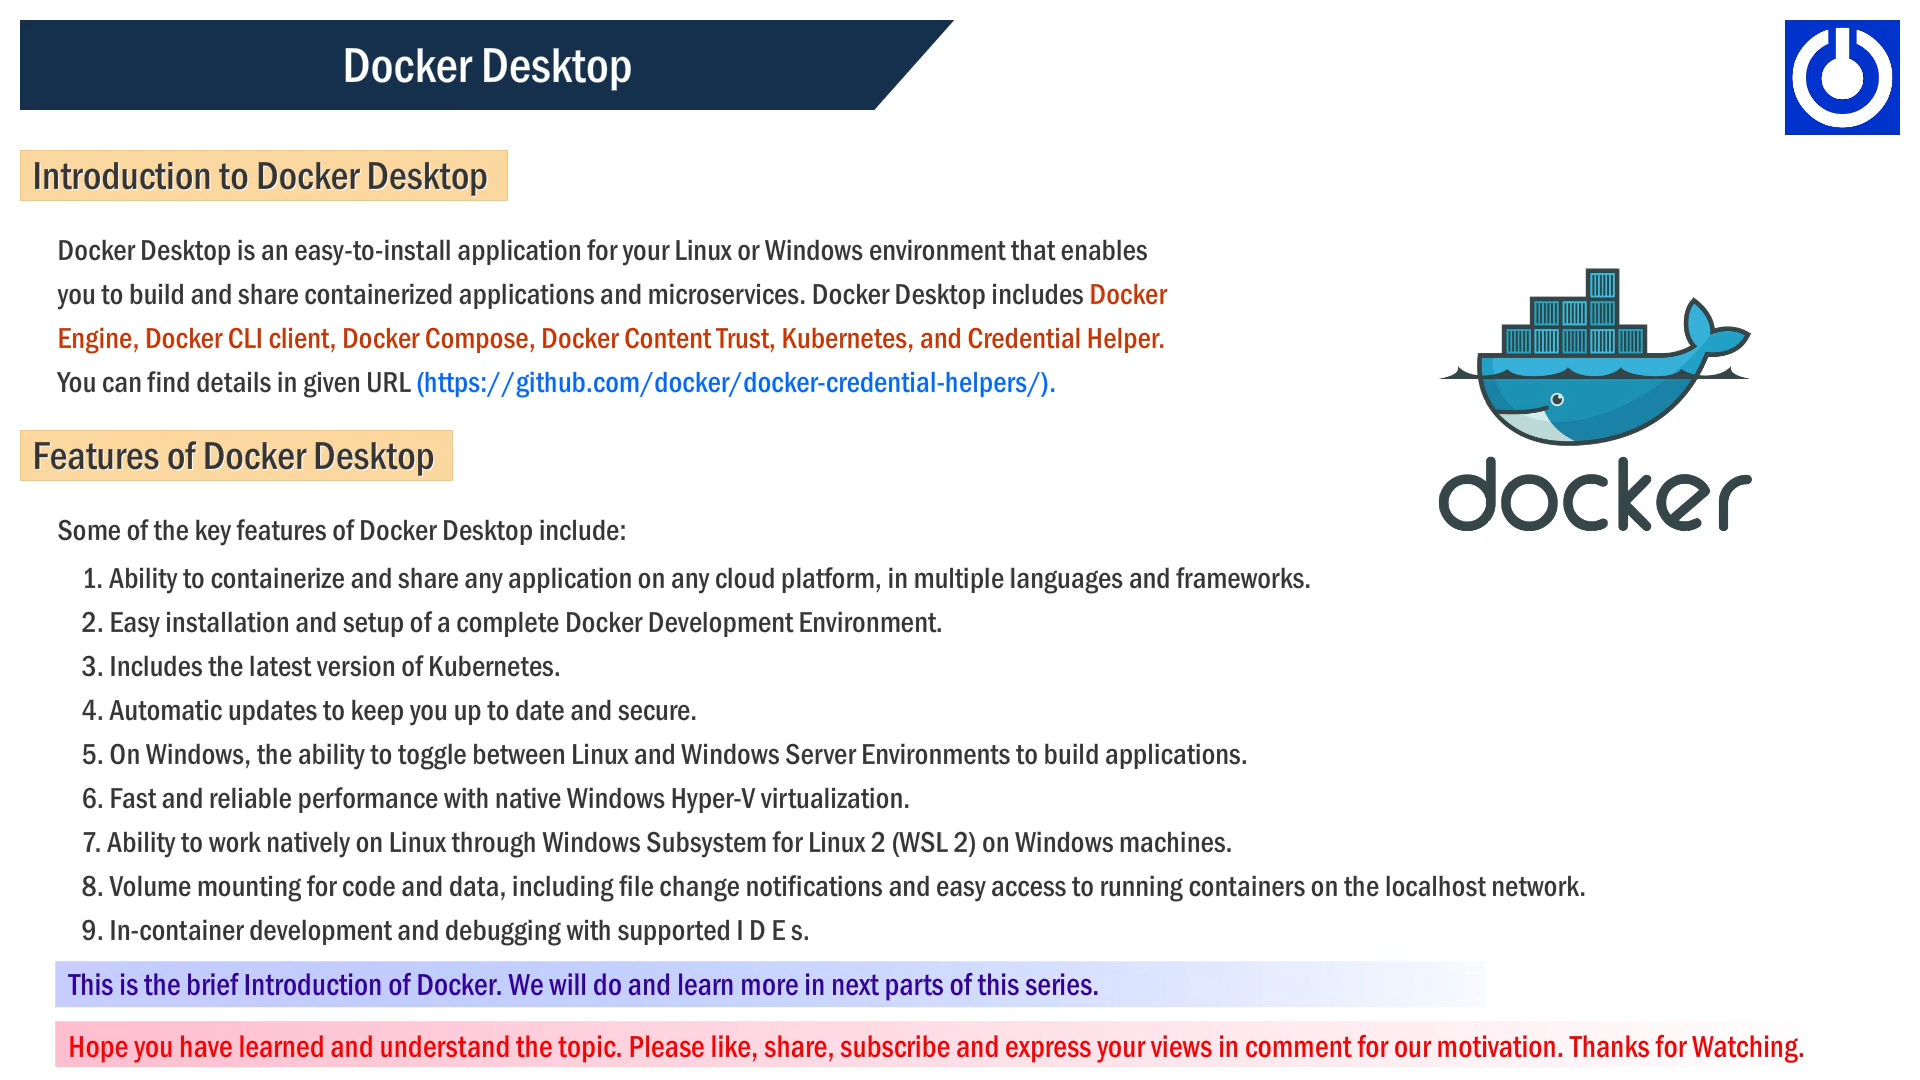 Docker Desktop
Introduction to Docker Desktop
Docker Desktop is an easy-to-install application for your Linux or Windows environment that enables
you to build and share containerized applications and microservices. Docker Desktop includes Docker
Engine, Docker CLI client, Docker Compose, Docker Content Trust, Kubernetes, and Credential Helper.
You can find details in given URL (https://github.com/docker/docker-credential-helpers/).
docker
Features of Docker Desktop
Some of the key features of Docker Desktop include:
1. Ability to containerize and share any application on any cloud platform, in multiple languages and frameworks.
2. Easy installation and setup of a complete Docker Development Environment.
3. Includes the latest version of Kubernetes.
4. Automatic updates to keep you up to date and secure.
5. On Windows, the ability to toggle between Linux and Windows Server Environments to build applications.
6. Fast and reliable performance with native Windows Hyper-V virtualization.
7. Ability to work natively on Linux through Windows Subsystem for Linux 2 (WSL 2) on Windows machines.
8. Volume mounting for code and data, including file change notifications and easy access to running containers on the localhost network.
9. In-container development and debugging with supported I D E s.
This is the brief Introduction of Docker. We will do and learn more in next parts of this series.
Hope you have learned and understand the topic. Please like, share, subscribe and express your views in comment for our motivation. Thanks for Watching.